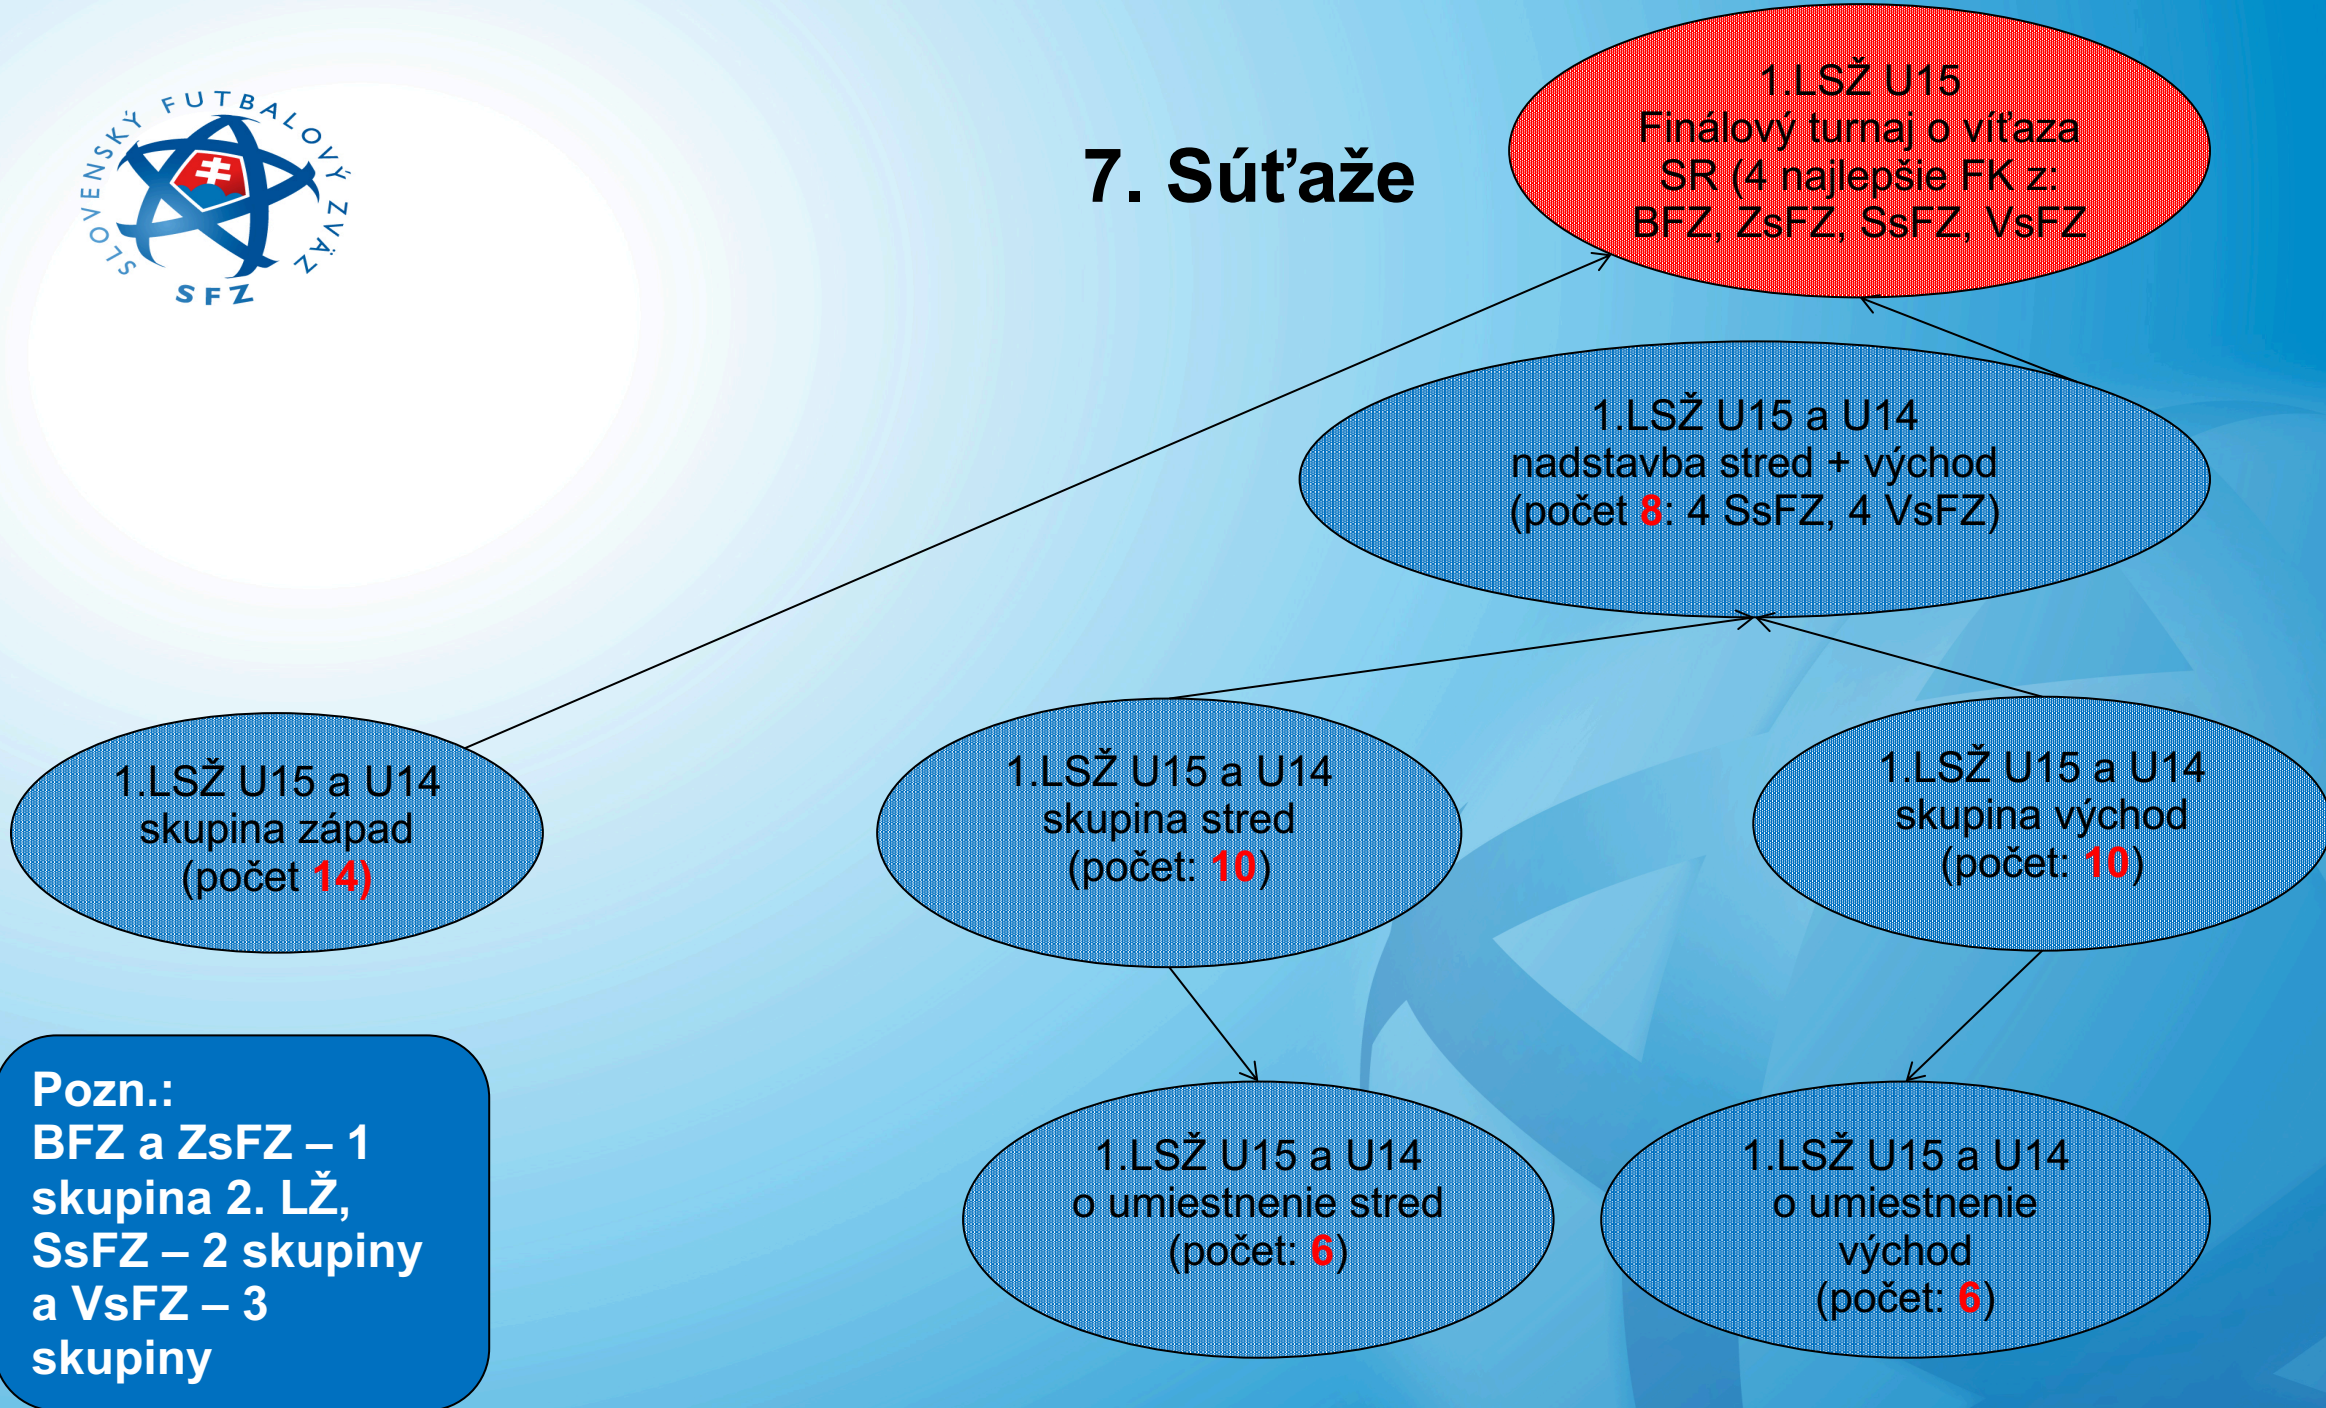 SLOVENSKÝ FUTBALOVÝ ZVÄZ
SFZ
7. Súťaže
1.LSŽ U15
Finálový turnaj o víťaza
SR (4 najlepšie FK z:
BFZ, ZsFZ, SsFZ, VsFZ
1.LSŽ U15 a U14
nadstavba stred + východ
(počet 8: 4 SsFZ, 4 VsFZ)
1.LSŽ U15 a U14
skupina západ
(počet 14)
1.LSŽ U15 a U14
skupina stred
(počet: 10)
1.LSŽ U15 a U14
skupina východ
(počet: 10)
Pozn.:
BFZ a ZsFZ – 1
skupina 2. LŽ,
SsFZ – 2 skupiny
a VsFZ – 3
skupiny
1.LSŽ U15 a U14
o umiestnenie stred
(počet: 6)
1.LSŽ U15 a U14
o umiestnenie
východ
(počet: 6)